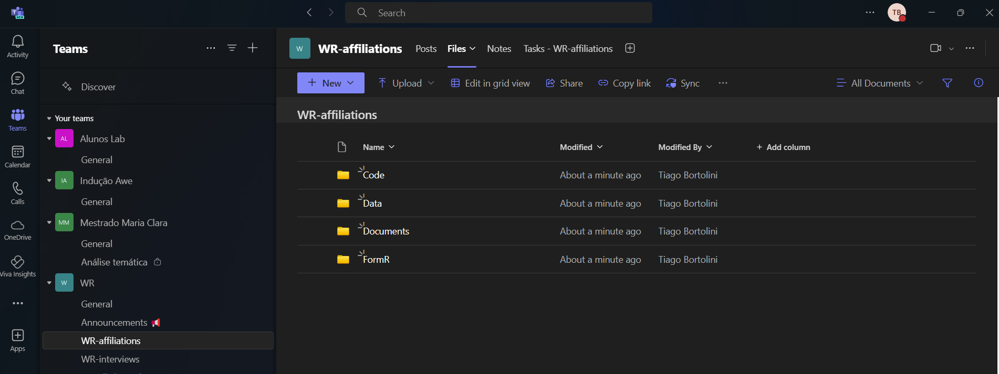 NEW
Search
TB
Activity
Chat
Teams
Calendar
Calls
OneDrive
Viva Insights
Apps
Teams
Discover
Your teams
AL Alunos Lab
General
IA Indução Awe
General
MM Mestrado Maria Clara
General
Análise temática
W WR
General
Announcements
WR-affiliations
WR-interviews
W WR-affiliations Posts Files Notes Tasks - WR-affiliations
New Upload Edit in grid view Share Copy link Sync All Documents
WR-affiliations
Name Modified Modified By + Add column
Code About a minute ago Tiago Bortolini
Data About a minute ago Tiago Bortolini
Documents About a minute ago Tiago Bortolini
FormR About a minute ago Tiago Bortolini